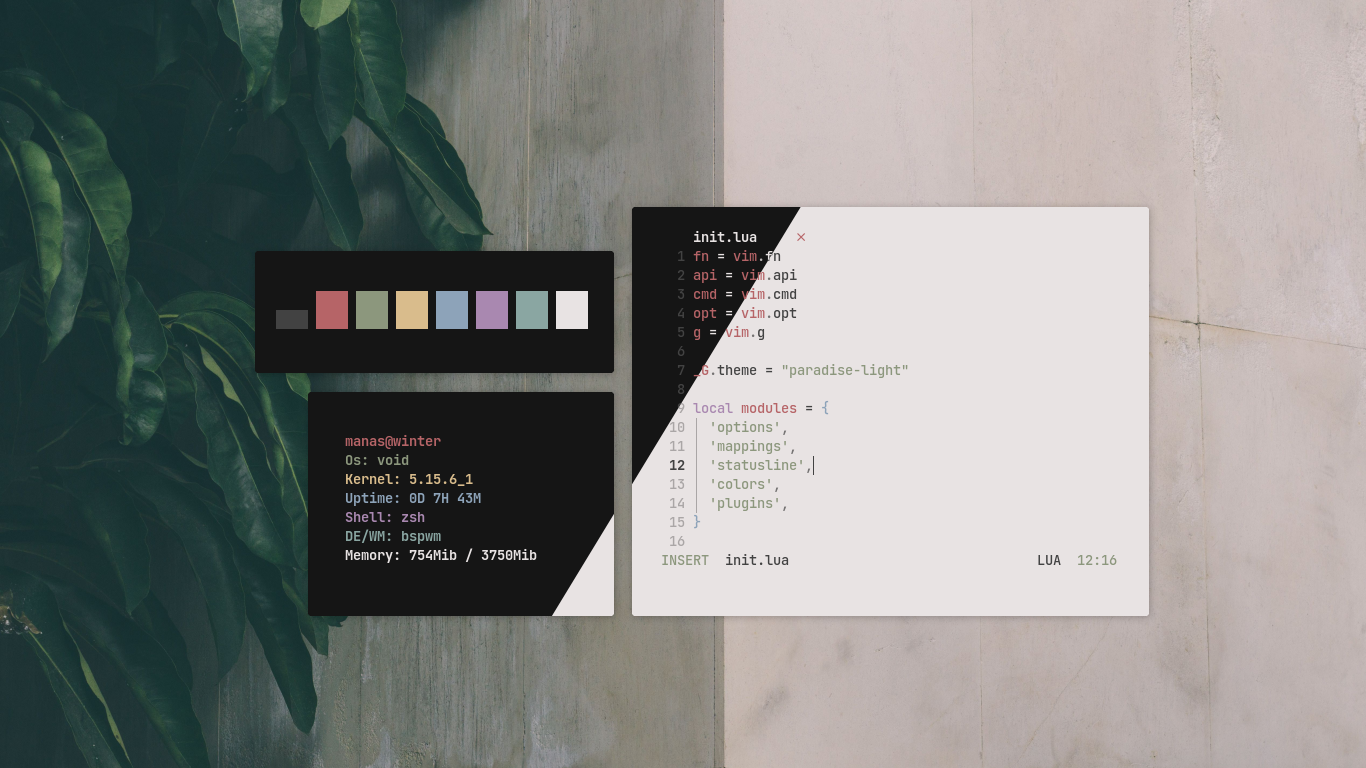 manas@winter
Os: void
Kernel: 5.15.6_1
Uptime: 0D 7H 43M
Shell: zsh
DE/WM: bspwm
Memory: 754Mib / 3750Mib
init.lua ×
1 fn = vim.fn
2 api = vim.api
3 cmd = vim.cmd
4 opt = vim.opt
5 g = vim.g
6
7 _G.theme = "paradise-light"
8
9 local modules = {
10 'options',
11 'mappings',
12 'statusline',
13 'colors',
14 'plugins',
15 }
16
INSERT init.lua LUA 12:16